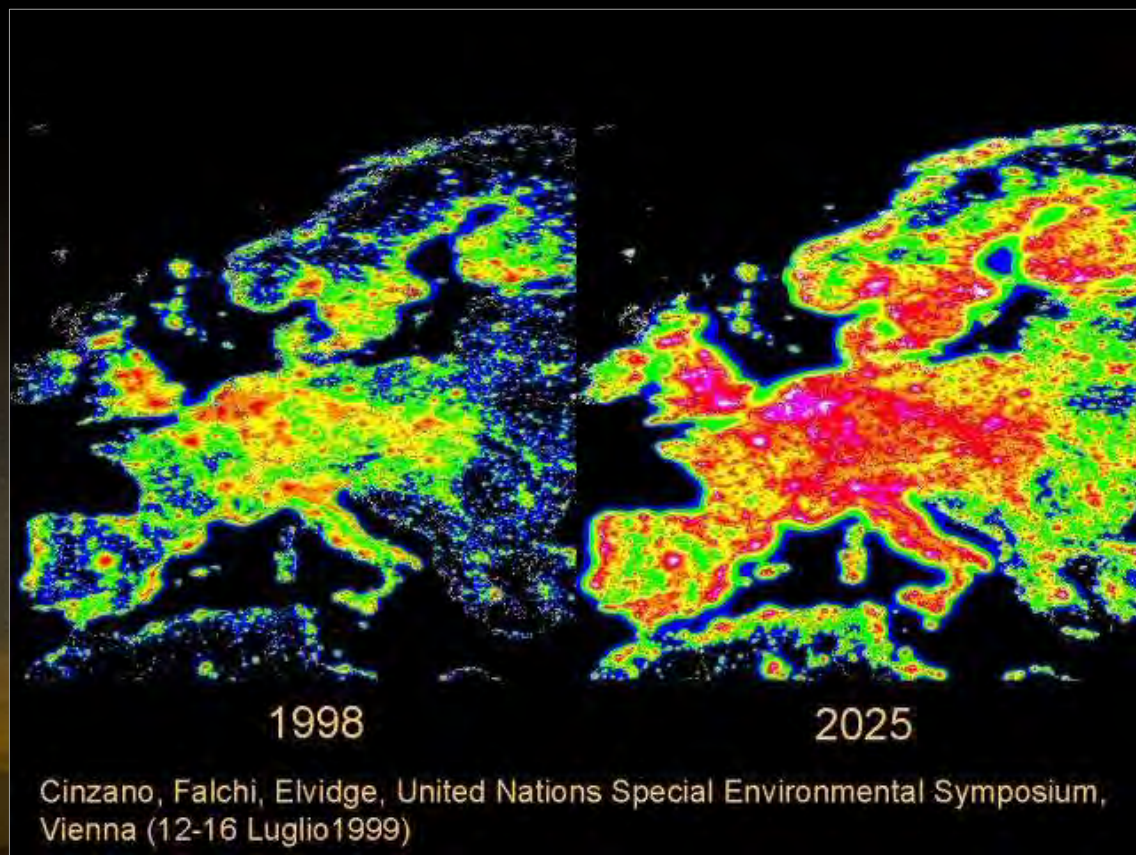 1998
2025
Cinzano, Falchi, Elvidge, United Nations Special Environmental Symposium,
Vienna (12-16 Luglio1999)